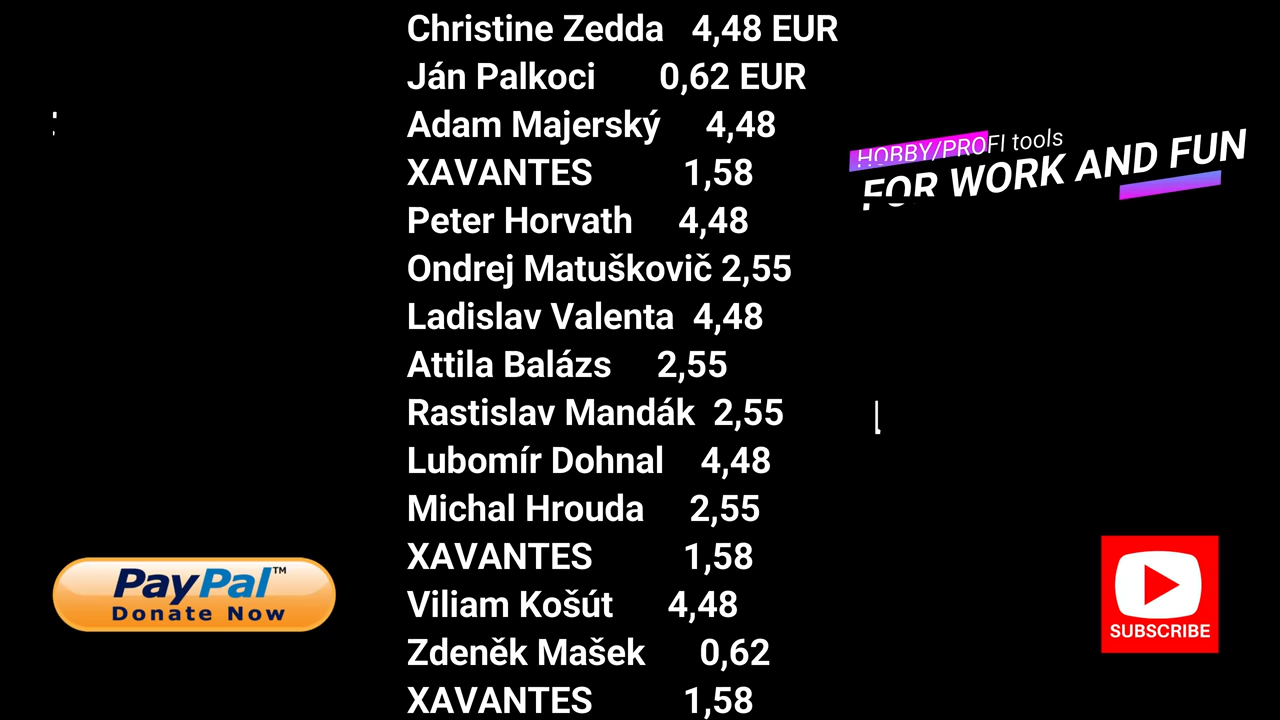 Christine Zedda 4,48 EUR
Ján Palkoci 0,62 EUR
Adam Majerský 4,48
XAVANTES 1,58
Peter Horvath 4,48
Ondrej Matuškovič 2,55
Ladislav Valenta 4,48
Attila Balázs 2,55
Rastislav Mandák 2,55
Lubomír Dohnal 4,48
Michal Hrouda 2,55
XAVANTES 1,58
Viliam Košút 4,48
Zdeněk Mašek 0,62
XAVANTES 1,58
HOBBY/PROFI tools
FOR WORK AND FUN
PayPal™
Donate Now
SUBSCRIBE